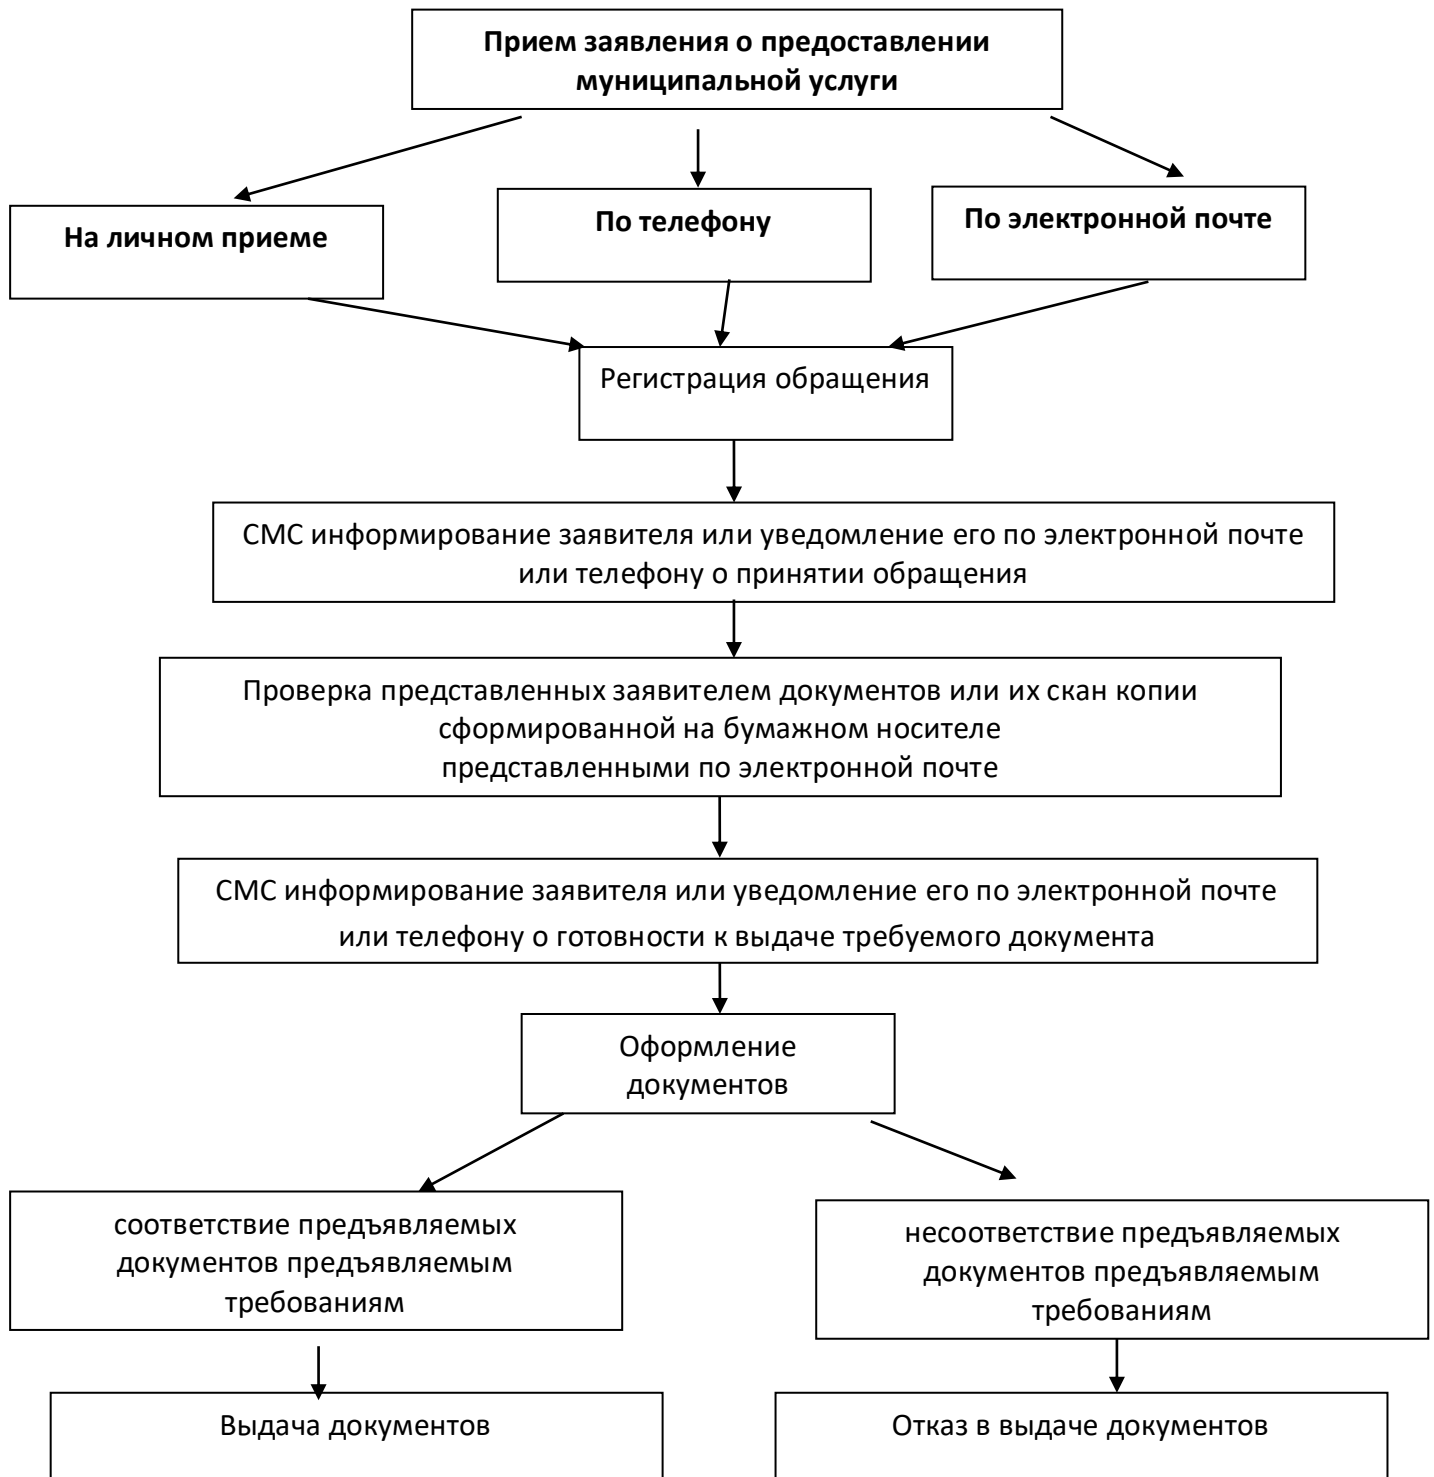 Прием заявления о предоставлении
муниципальной услуги
На личном приеме
По телефону
По электронной почте
Регистрация обращения
СМС информирование заявителя или уведомление его по электронной почте
или телефону о принятии обращения
Проверка представленных заявителем документов или их скан копии
сформированной на бумажном носителе
представленными по электронной почте
СМС информирование заявителя или уведомление его по электронной почте
или телефону о готовности к выдаче требуемого документа
Оформление
документов
соответствие предъявляемых
документов предъявляемым
требованиям
несоответствие предъявляемых
документов предъявляемым
требованиям
Выдача документов
Отказ в выдаче документов